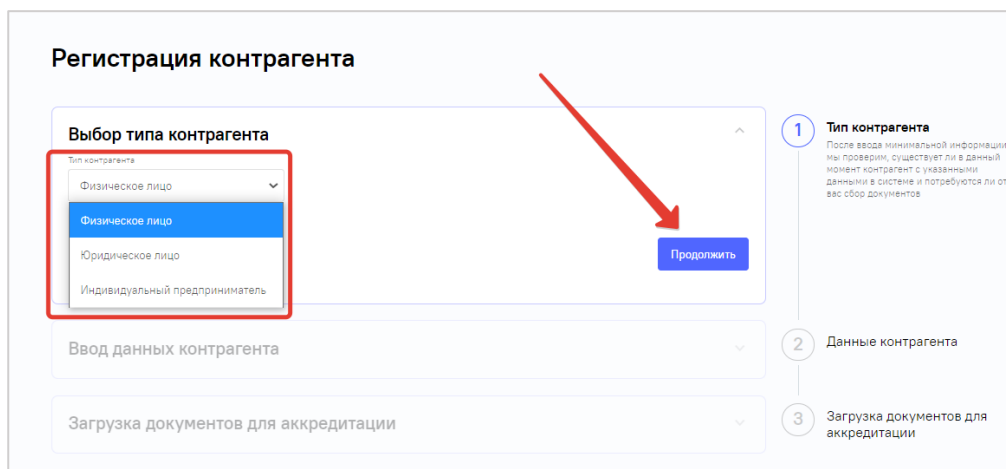 Регистрация контрагента
Выбор типа контрагента
Тип контрагента
Физическое лицо
Физическое лицо
Юридическое лицо
Индивидуальный предприниматель
Продолжить
Ввод данных контрагента
Загрузка документов для аккредитации
1
Тип контрагента
После ввода минимальной информации
мы проверим, существует ли в данный
момент контрагент с указанными
данными в системе и потребуются ли от
вас сбор документов
2
Данные контрагента
3
Загрузка документов для
аккредитации